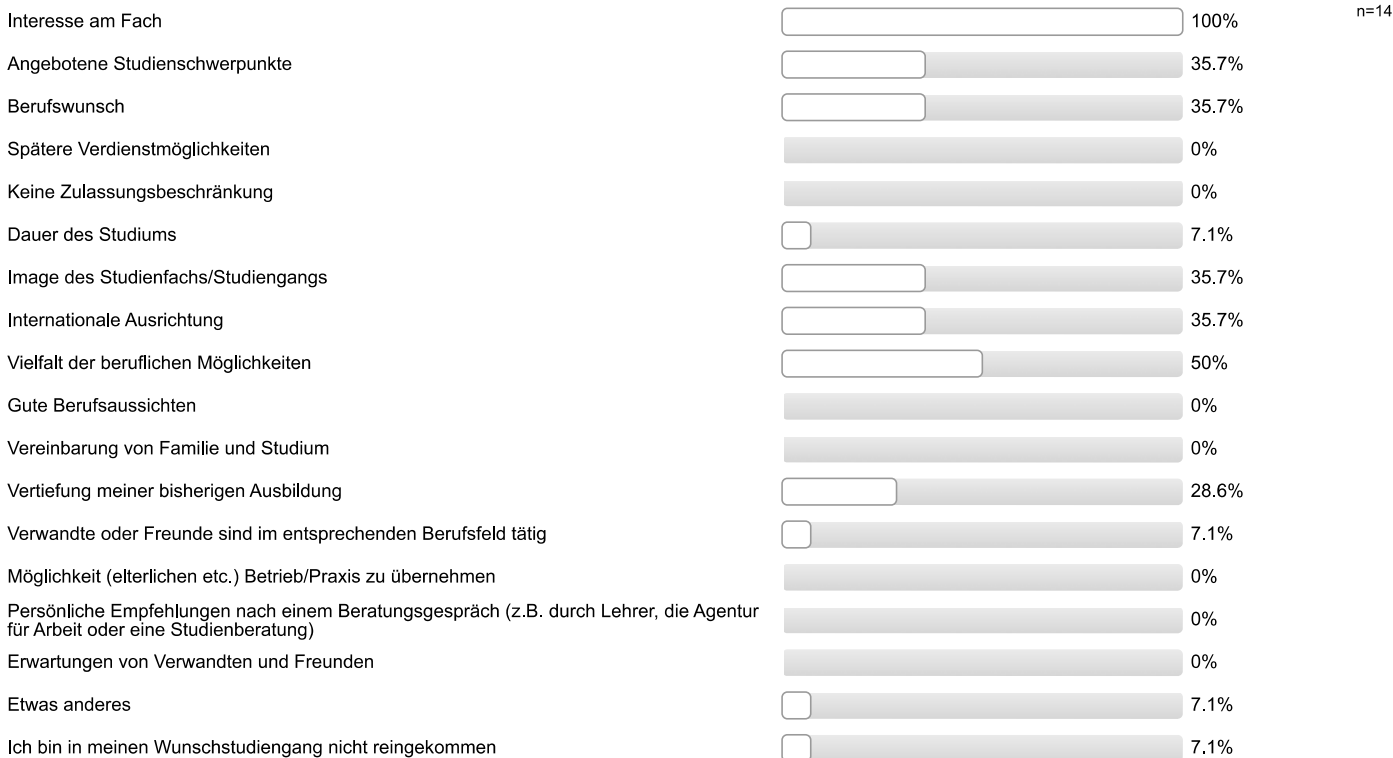 Interesse am Fach 100% n=14
Angebotene Studienschwerpunkte 35.7%
Berufswunsch 35.7%
Spätere Verdienstmöglichkeiten 0%
Keine Zulassungsbeschränkung 0%
Dauer des Studiums 7.1%
Image des Studienfachs/Studiengangs 35.7%
Internationale Ausrichtung 35.7%
Vielfalt der beruflichen Möglichkeiten 50%
Gute Berufsaussichten 0%
Vereinbarung von Familie und Studium 0%
Vertiefung meiner bisherigen Ausbildung 28.6%
Verwandte oder Freunde sind im entsprechenden Berufsfeld tätig 7.1%
Möglichkeit (elterlichen etc.) Betrieb/Praxis zu übernehmen 0%
Persönliche Empfehlungen nach einem Beratungsgespräch (z.B. durch Lehrer, die Agentur
für Arbeit oder eine Studienberatung) 0%
Erwartungen von Verwandten und Freunden 0%
Etwas anderes 7.1%
Ich bin in meinen Wunschstudiengang nicht reingekommen 7.1%